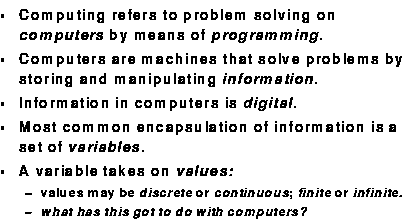 ▪ Computing refers to problem solving on
computers by means of programming.
▪ Computers are machines that solve problems by
storing and manipulating information.
▪ Information in computers is digital.
▪ Most common encapsulation of information is a
set of variables.
▪ A variable takes on values:
– values may be discrete or continuous; finite or infinite.
– what has this got to do with computers?